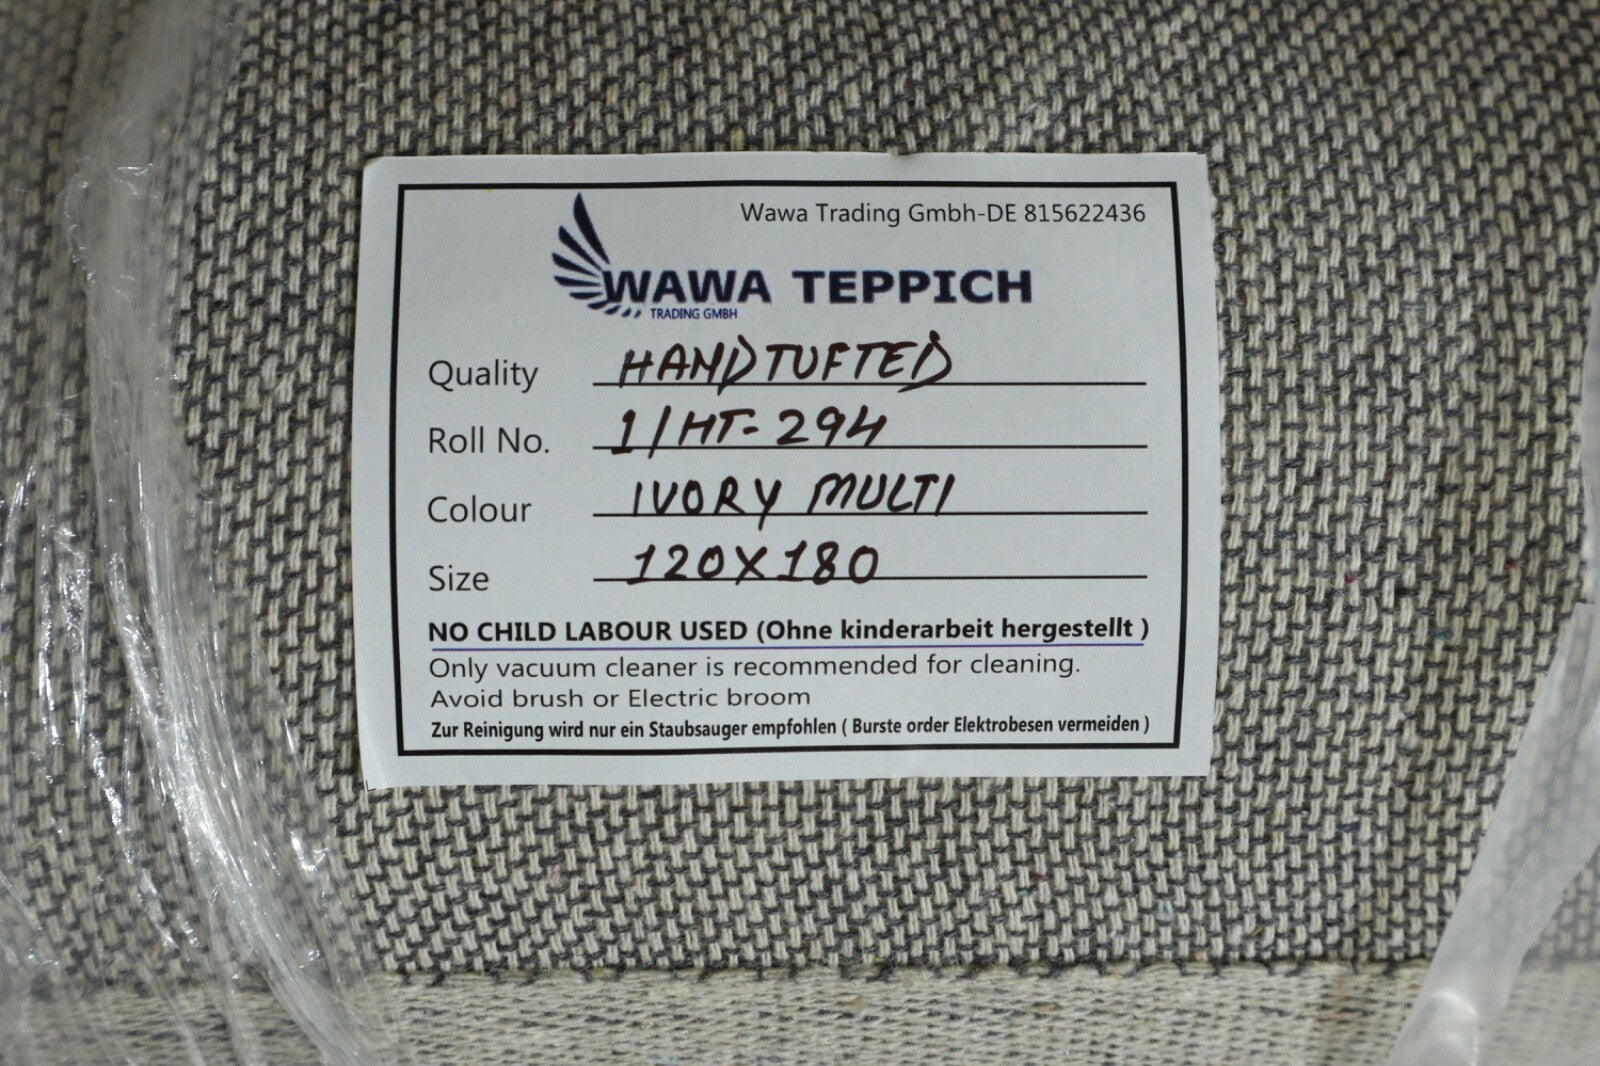 Wawa Trading Gmbh-DE 815622436
WAWA TEPPICH
TRADING GMBH
Quality HANDTUFTED
Roll No. 1/HT-294
Colour IVORY MULTI
Size 120X180
NO CHILD LABOUR USED (Ohne kinderarbeit hergestellt )
Only vacuum cleaner is recommended for cleaning.
Avoid brush or Electric broom
Zur Reinigung wird nur ein Staubsauger empfohlen ( Burste order Elektrobesen vermeiden )